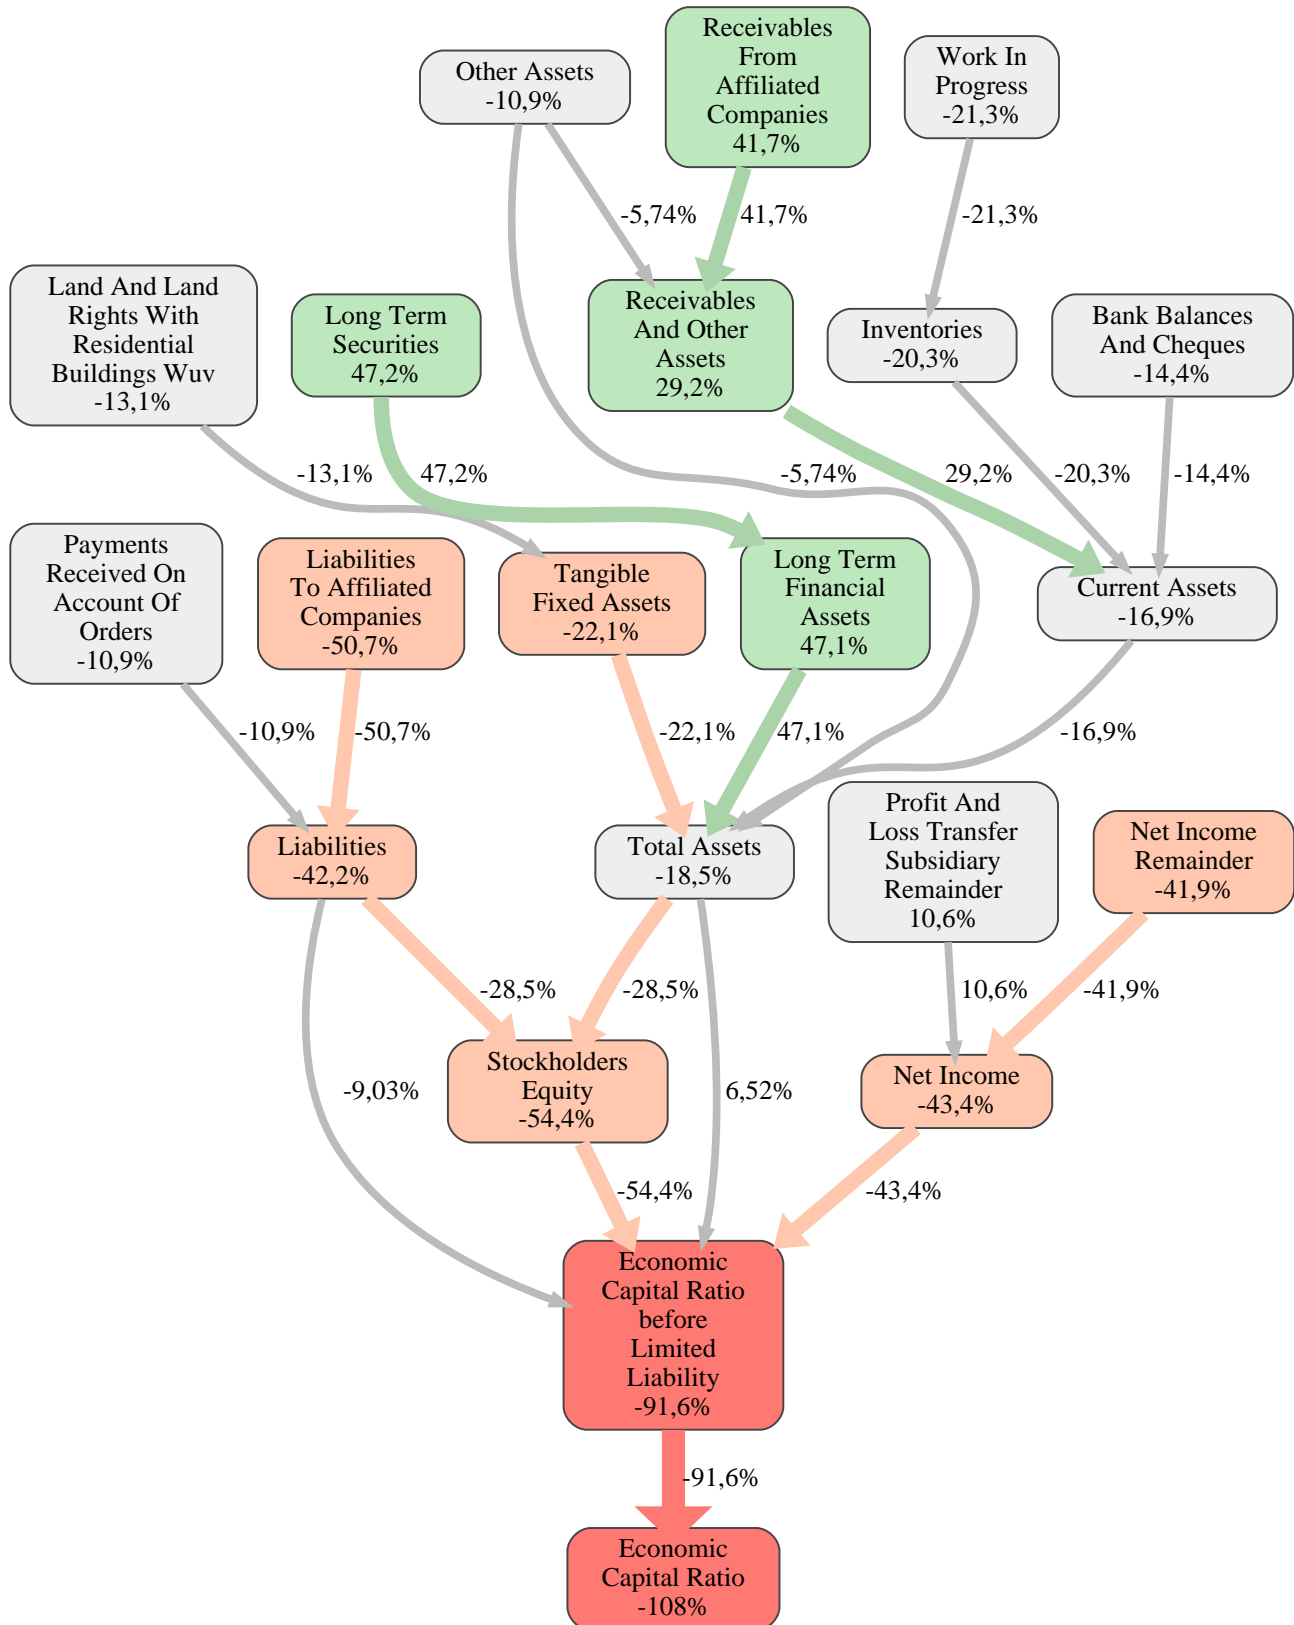 Other Assets
-10,9%
Receivables
From
Affiliated
Companies
41,7%
Work In
Progress
-21,3%
-5,74%
41,7%
-21,3%
Land And Land
Rights With
Residential
Buildings Wuv
-13,1%
Long Term
Securities
47,2%
Receivables
And Other
Assets
29,2%
Inventories
-20,3%
Bank Balances
And Cheques
-14,4%
-13,1%
47,2%
-5,74%
29,2%
-20,3%
-14,4%
Payments
Received On
Account Of
Orders
-10,9%
Liabilities
To Affiliated
Companies
-50,7%
Tangible
Fixed Assets
-22,1%
Long Term
Financial
Assets
47,1%
Current Assets
-16,9%
-10,9%
-50,7%
-22,1%
47,1%
-16,9%
Liabilities
-42,2%
Total Assets
-18,5%
Profit And
Loss Transfer
Subsidiary
Remainder
10,6%
Net Income
Remainder
-41,9%
-28,5%
-28,5%
10,6%
-41,9%
-9,03%
Stockholders
Equity
-54,4%
6,52%
Net Income
-43,4%
-54,4%
-43,4%
Economic
Capital Ratio
before
Limited
Liability
-91,6%
-91,6%
Economic
Capital Ratio
-108%